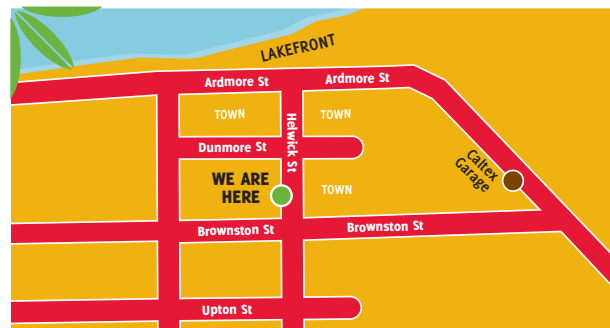 LAKEFRONT
Ardmore St
Ardmore St
TOWN
TOWN
Helwick St
Dunmore St
Caltex
Garage
WE ARE
HERE
TOWN
Brownston St
Brownston St
Upton St